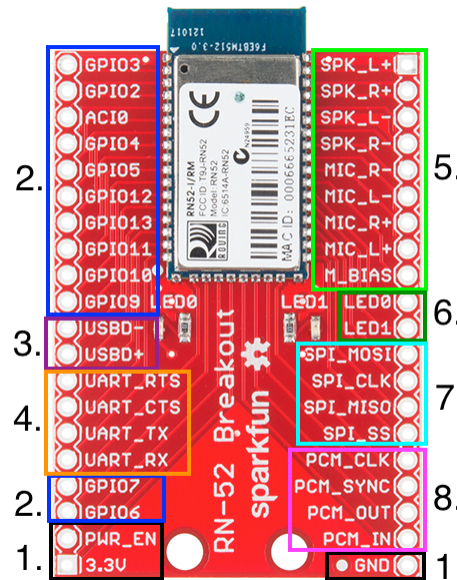 121017
F6EBTM512-3.0
GPIO3
GPIO2
ACI0
GPIO4
GPIO5
GPIO12
GPIO13
GPIO11
GPIO10
GPIO9
USBD-
USBD+
UART_RTS
UART_CTS
UART_TX
UART_RX
GPIO7
GPIO6
PWR_EN
3.3V
2.
3.
4.
2.
1.
CE
RN52-I/RM
FCC ID: T9J-RN52
Model: RN52
IC: 6514A-RN52
ROVING
N24959
MAC ID: 0006665231EC
LED0
LED1
RN-52 Breakout
sparkfun
SPK_L+
SPK_R+
SPK_L-
SPK_R-
MIC_R-
MIC_L-
MIC_R+
MIC_L+
M_BIAS
LED0
LED1
SPI_MOSI
SPI_CLK
SPI_MISO
SPI_SS
PCM_CLK
PCM_SYNC
PCM_OUT
PCM_IN
GND
5.
6.
7
8.
1